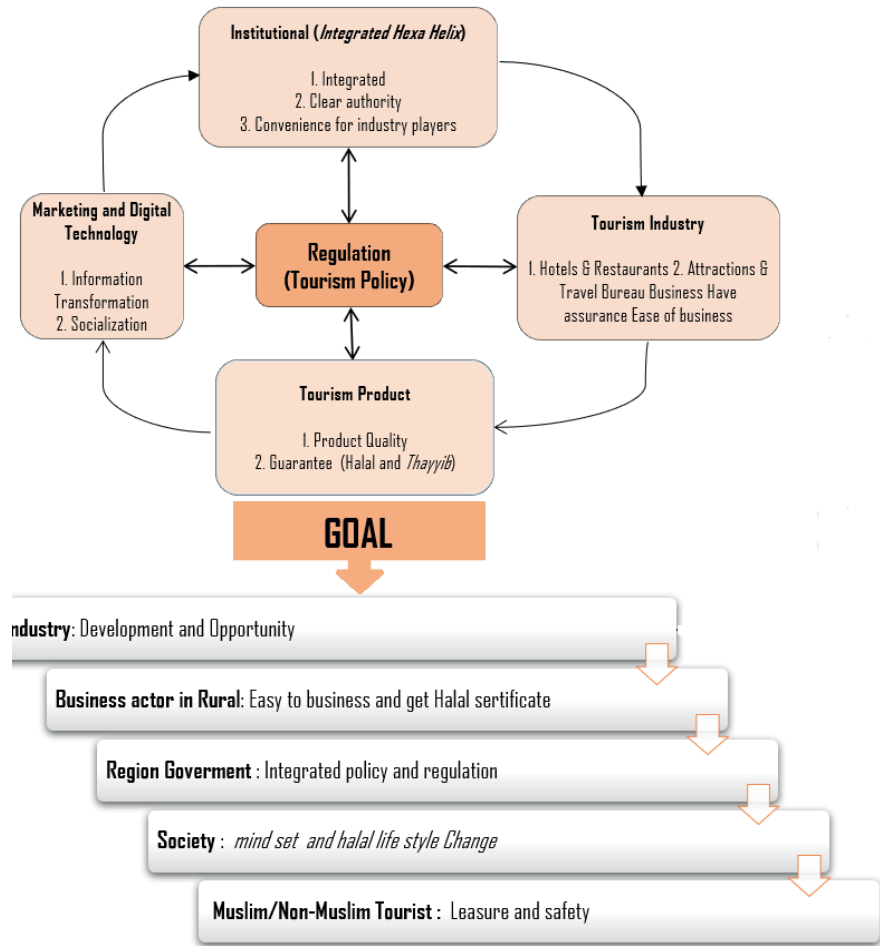 Institutional (Integrated Hexa Helix)
1. Integrated
2. Clear authority
3. Convenience for industry players
Marketing and Digital
Technology
1. Information
Transformation
2. Socialization
Regulation
(Tourism Policy)
Tourism Industry
1. Hotels & Restaurants 2. Attractions &
Travel Bureau Business Have
assurance Ease of business
Tourism Product
1. Product Quality
2. Guarantee (Halal and Thayyib)
GOAL
ndustry: Development and Opportunity
Business actor in Rural: Easy to business and get Halal sertificate
Region Goverment : Integrated policy and regulation
Society : mind set and halal life style Change
Muslim/Non-Muslim Tourist : Leasure and safety